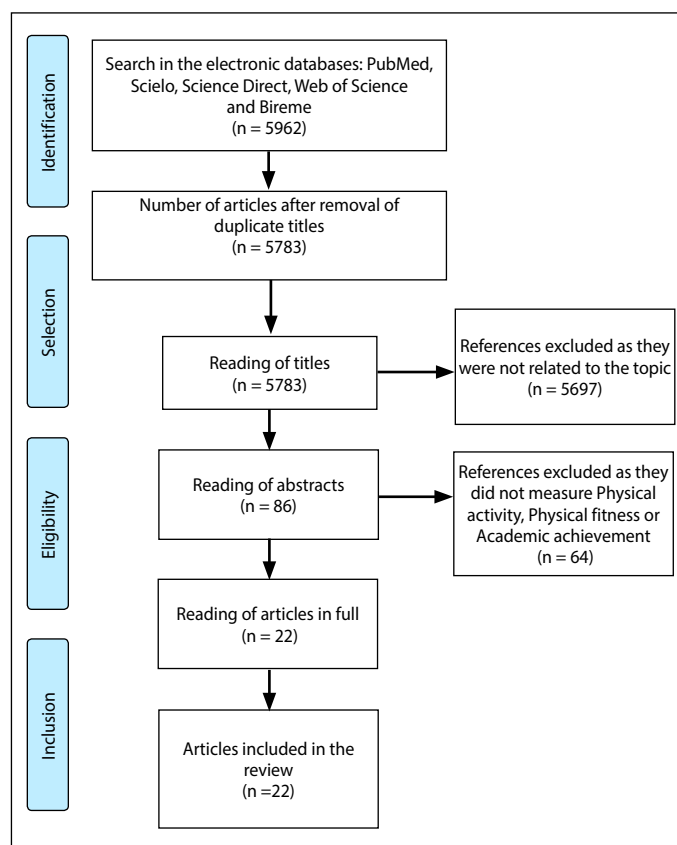 Identification
Search in the electronic databases: PubMed,
Scielo, Science Direct, Web of Science
and Bireme
(n = 5962)
Number of articles after removal of
duplicate titles
(n = 5783)
Selection
Reading of titles
(n = 5783)
References excluded as they
were not related to the topic
(n = 5697)
Eligibility
Reading of abstracts
(n = 86)
References excluded as they
did not measure Physical
activity, Physical fitness or
Academic achievement
(n = 64)
Reading of articles in full
(n = 22)
Inclusion
Articles included in the
review
(n =22)